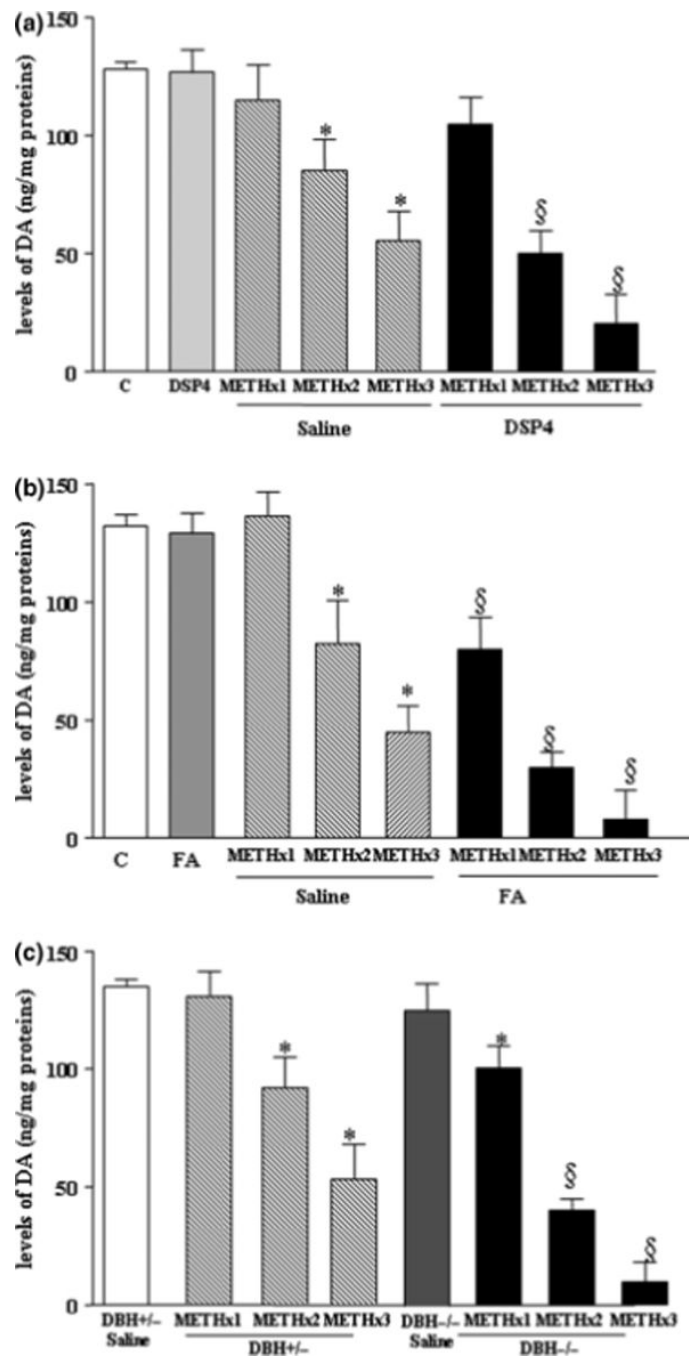 (a)
levels of DA (ng/mg proteins)
150
100
50
0
* * § §
C DSP4 METHx1 METHx2 METHx3 METHx1 METHx2 METHx3
Saline DSP4
(b)
levels of DA (ng/mg proteins)
150
100
50
0
* * § § §
C FA METHx1 METHx2 METHx3 METHx1 METHx2 METHx3
Saline FA
(c)
levels of DA (ng/mg proteins)
150
100
50
0
* * * § §
DBH+/– METHx1 METHx2 METHx3 DBH–/– METHx1 METHx2 METHx3
Saline DBH+/– Saline DBH–/–